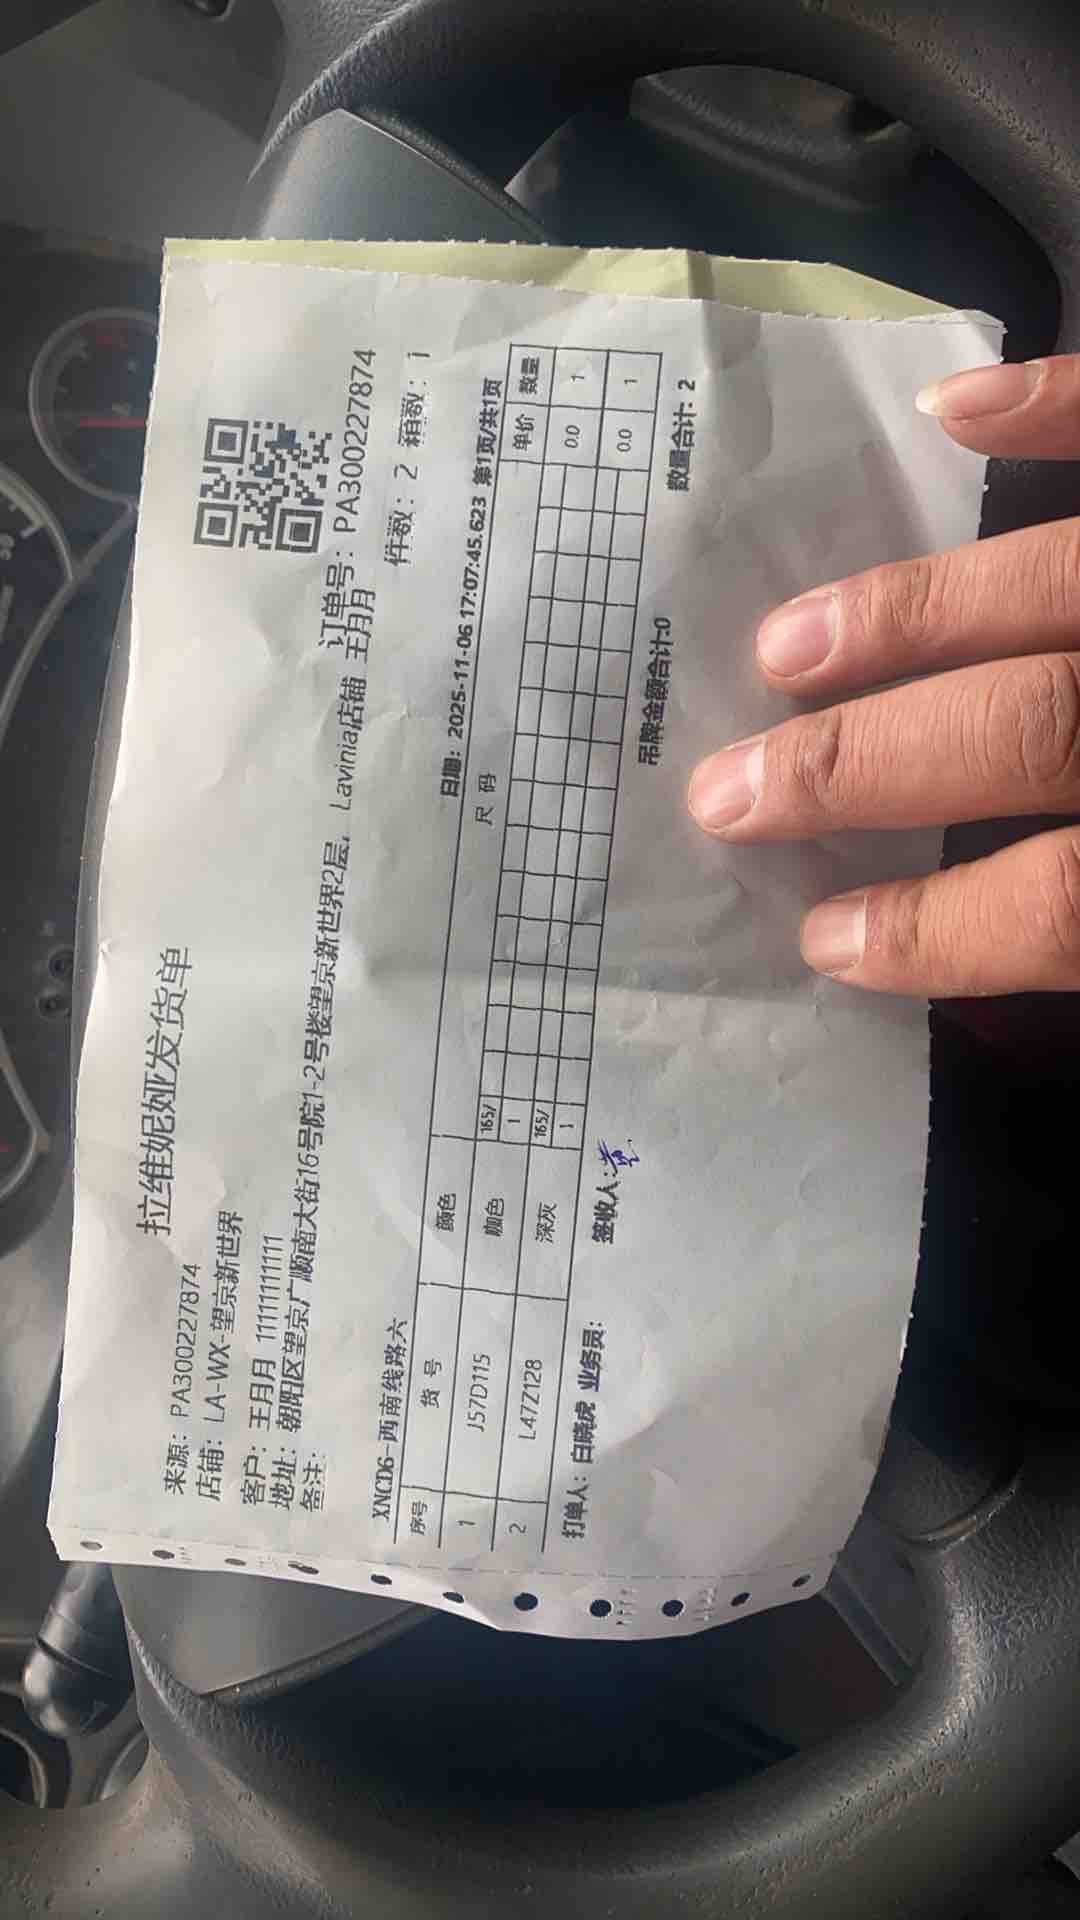 拉维妮娅发货单
来源：PA300227874
店铺：LA-WX-望京新世界
客户：王月月 11111111111
订单号：PA300227874
地址：朝阳区望京广顺南大街16号院1-2号楼望京新世界2层，Lavinia店铺 王月月
备注：
件数：2 箱数：1
XNCD6-西南线路六
日期：2025-11-06 17:07:45.623 第1页/共1页
序号 货号 颜色 尺码 单价 数量
1 J57D115 咖色 165/ 1 0.0 1
2 L47Z128 深灰 165/ 1 0.0 1
打单人：白晓虎 业务员： 签收人： 吊牌金额合计:0 数量合计: 2